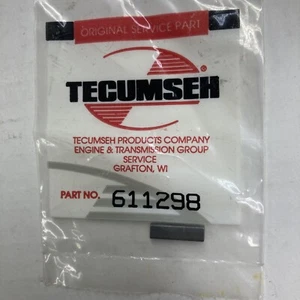 ORIGINAL SERVICE PART
TECUMSEH
TECUMSEH PRODUCTS COMPANY
ENGINE & TRANSMISSION GROUP
SERVICE
GRAFTON, WI
PART NO. 611298